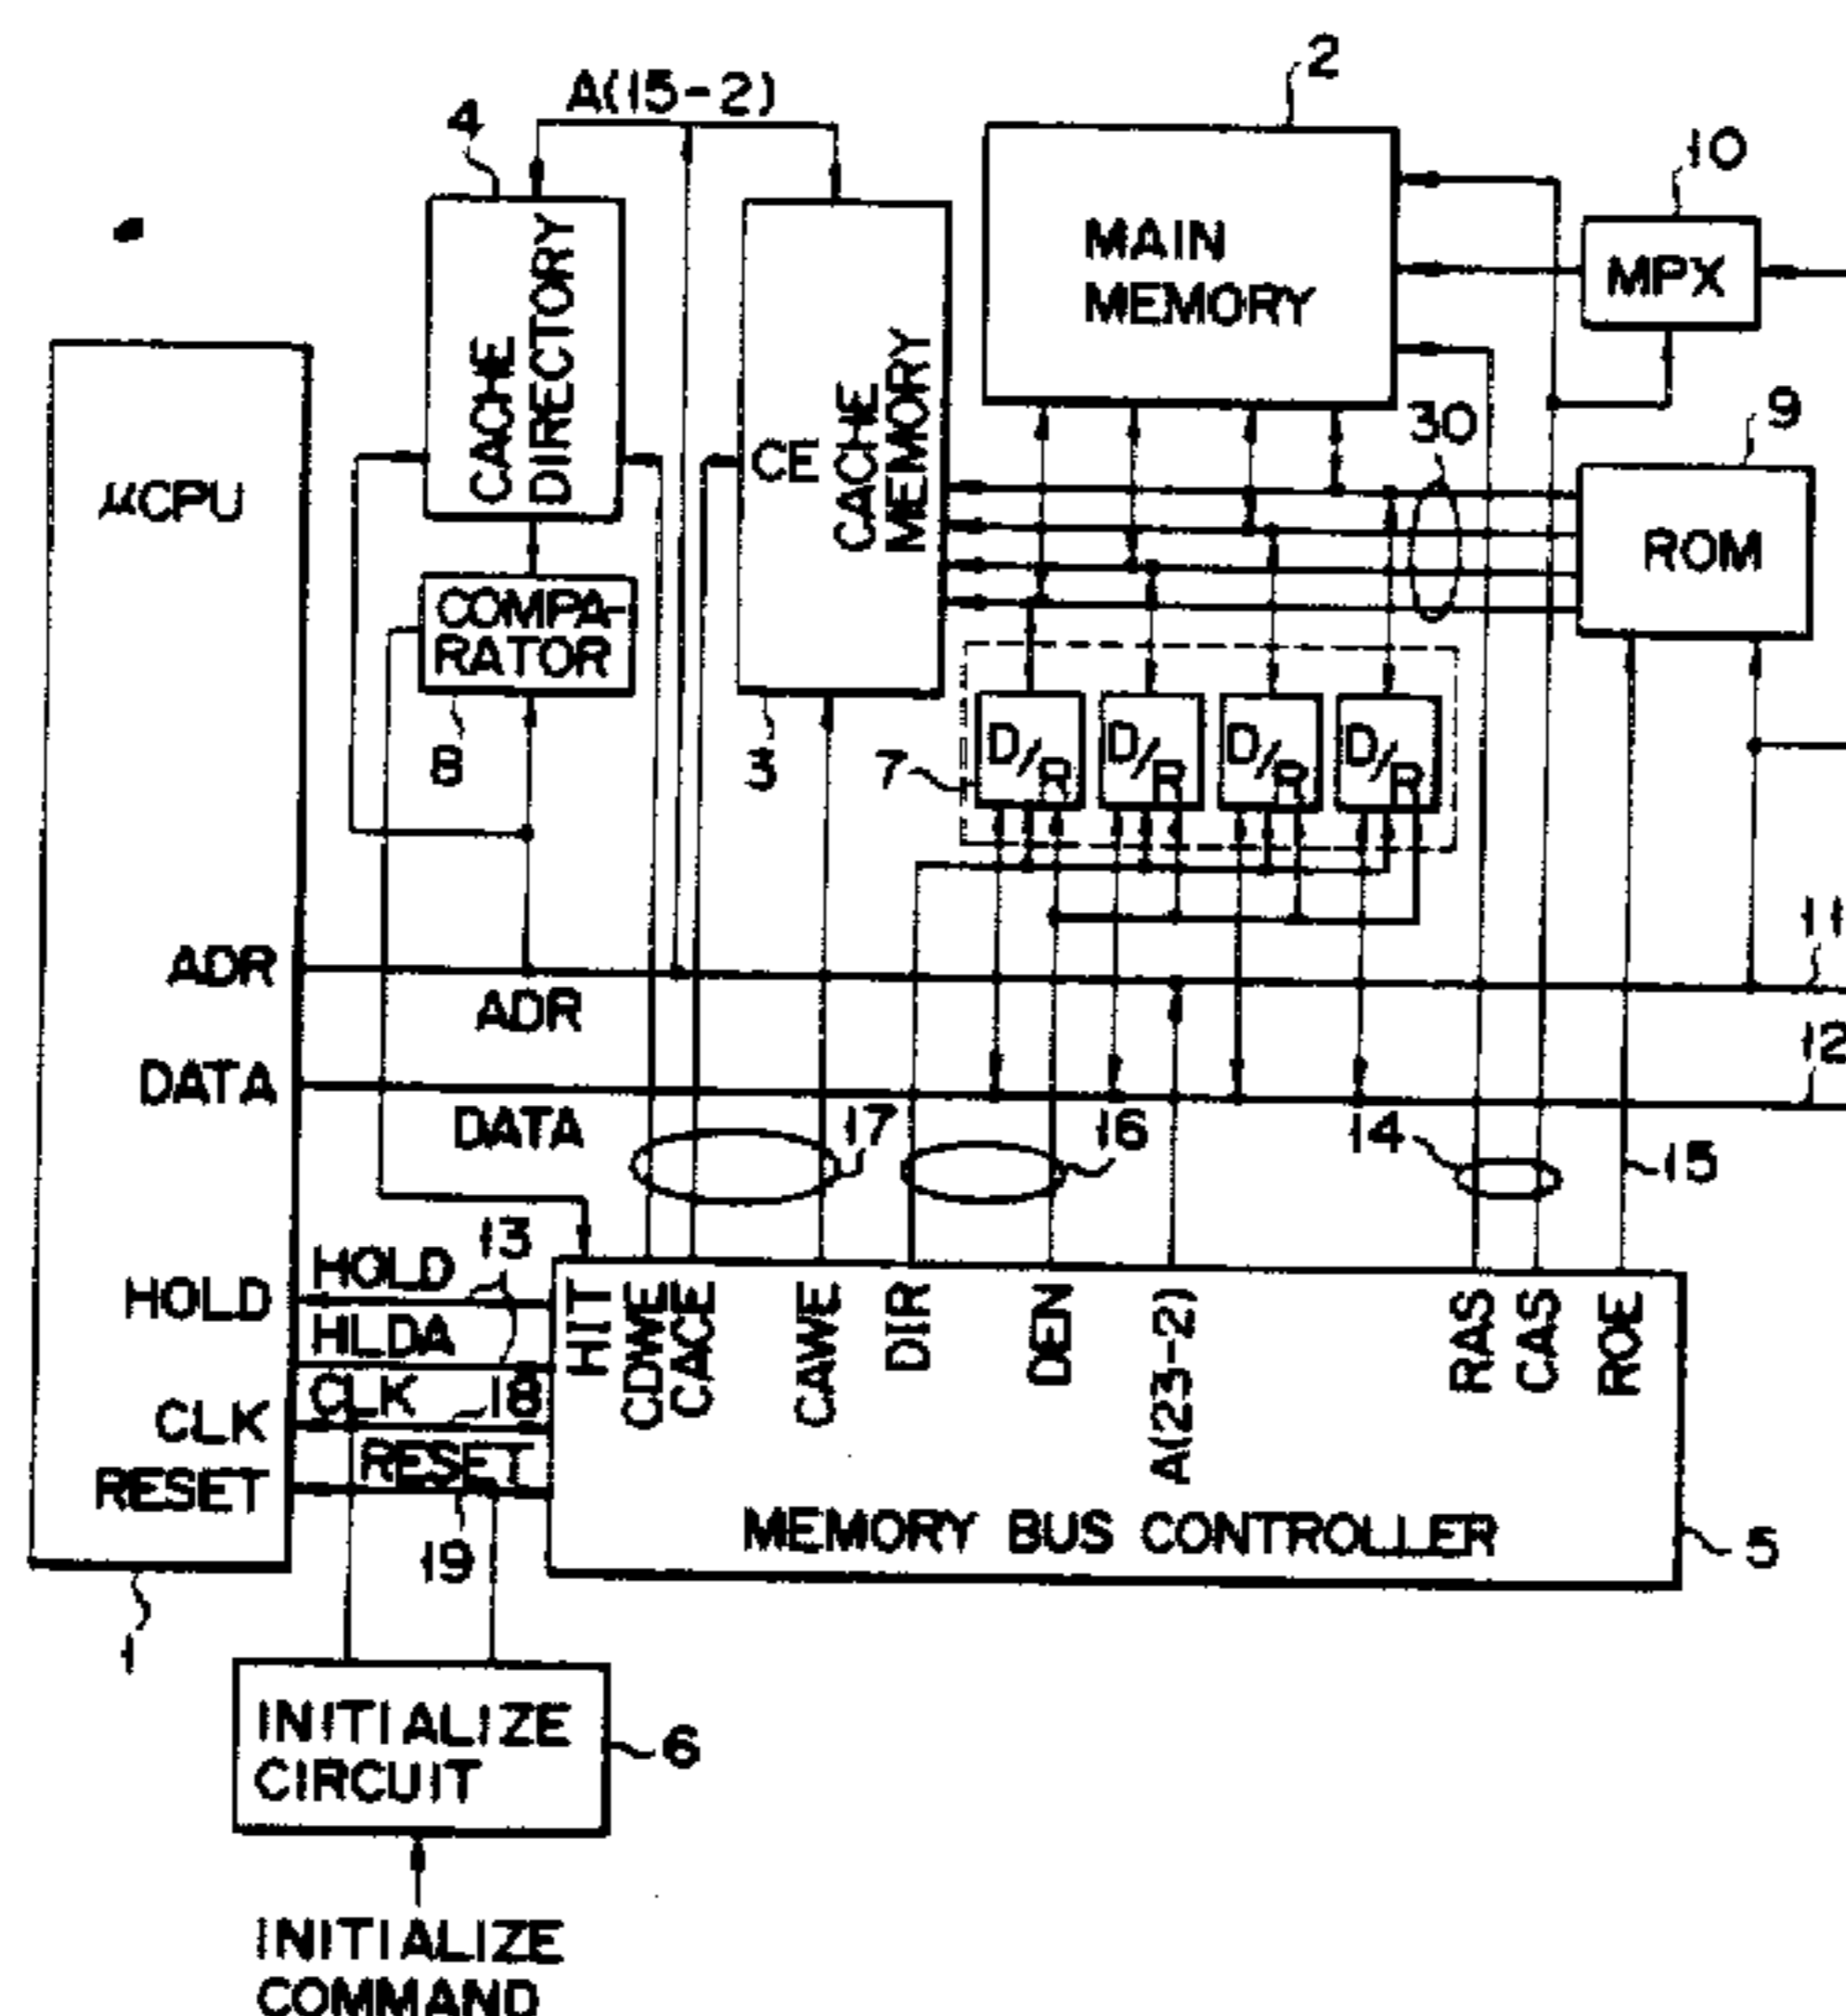 2
A(15-2)
4
10
MAIN
MEMORY
MPX
CACHE
DIRECTORY
CACHE
MEMORY
CE
30
9
μCPU
ROM
COMPA-
RATOR
8
3
7
D/R
D/R
D/R
D/R
ADR
11
ADR
DATA
12
DATA
17
16
14
15
13
HOLD
HOLD
HLDA
CLK
18
CLK
RESET
RESET
19
HIT
CDWE
CACE
CAWE
DIR
DEN
A(23-2)
RAS
CAS
ROE
MEMORY BUS CONTROLLER
5
1
INITIALIZE
CIRCUIT
6
INITIALIZE
COMMAND